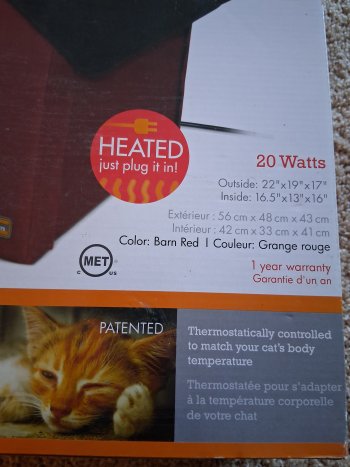 HEATED
just plug it in!
20 Watts
Outside: 22"x19"x17"
Inside: 16.5"x13"x16"
Extérieur : 56 cm x 48 cm x 43 cm
Intérieur : 42 cm x 33 cm x 41 cm
Color: Barn Red | Couleur: Grange rouge
1 year warranty
Garantie d'un an
C MET US
PATENTED
Thermostatically controlled
to match your cat's body
temperature
Thermostatée pour s'adapter
à la température corporelle
de votre chat